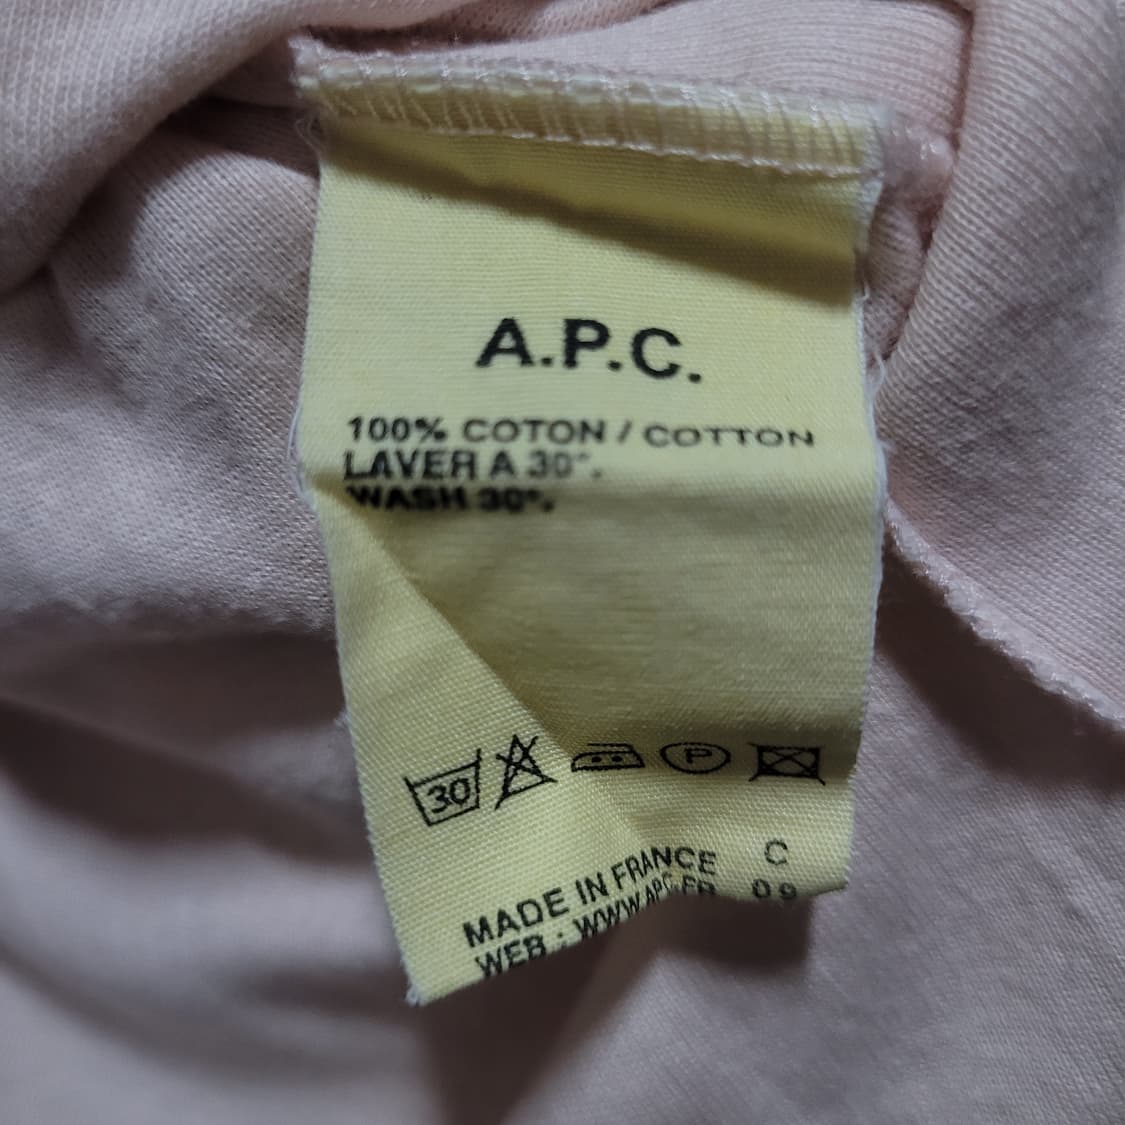 A.P.C.
100% COTON / COTTON
LAVER A 30°.
WASH 30°.
30 P
MADE IN FRANCE C
WEB : WWW.APC.FR 09